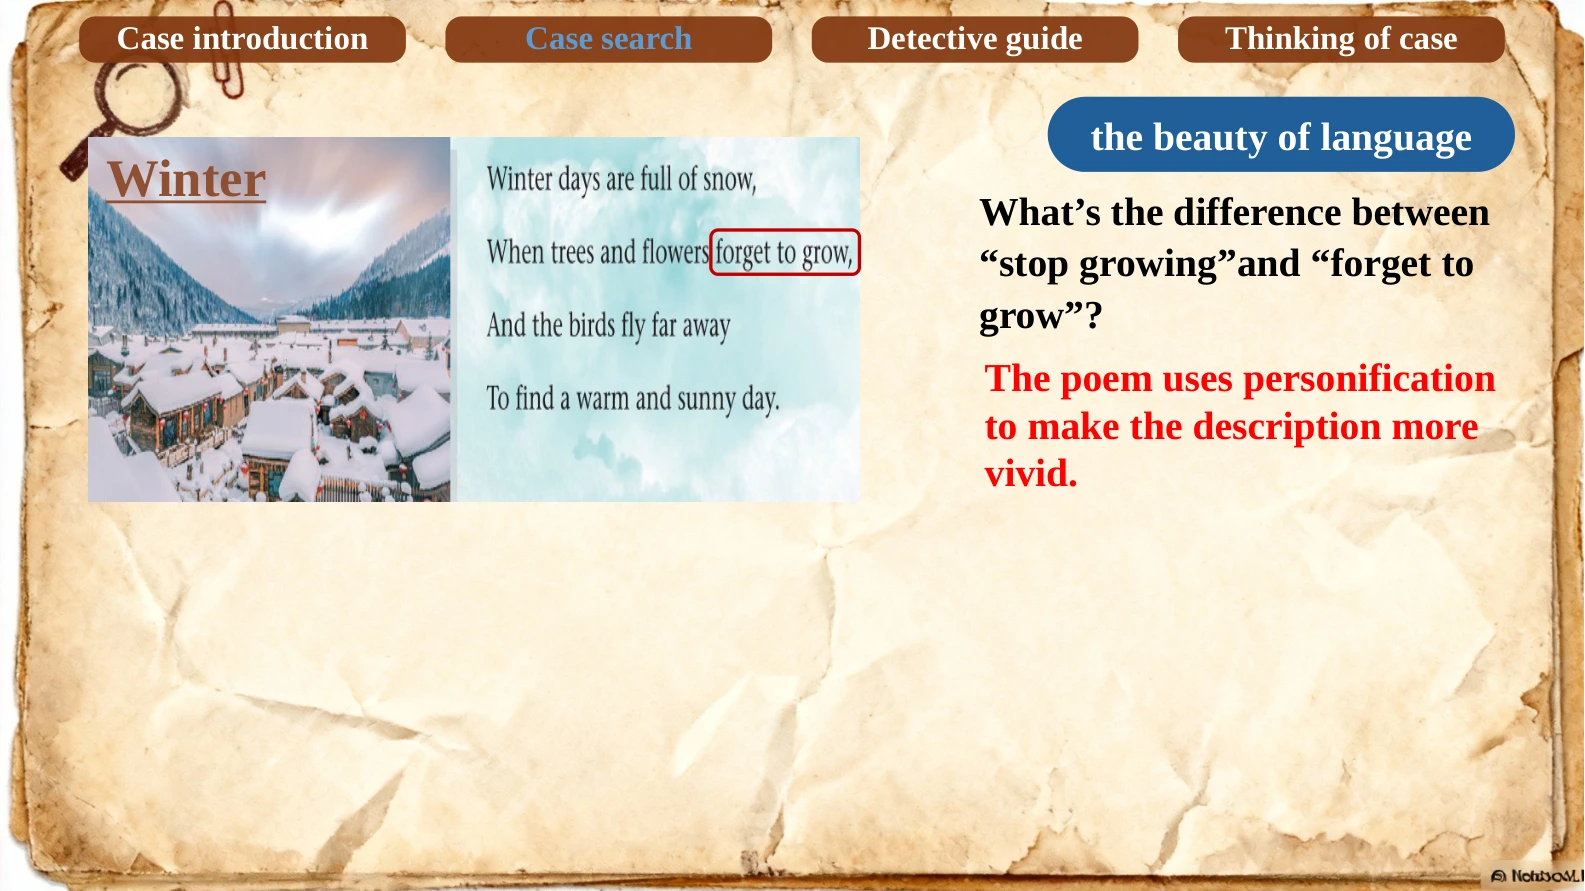 Case introduction
Case search
Detective guide
Thinking of case
the beauty of language
Winter
Winter days are full of snow,
When trees and flowers forget to grow,
And the birds fly far away
To find a warm and sunny day.
What’s the difference between
“stop growing”and “forget to
grow”?
The poem uses personification
to make the description more
vivid.